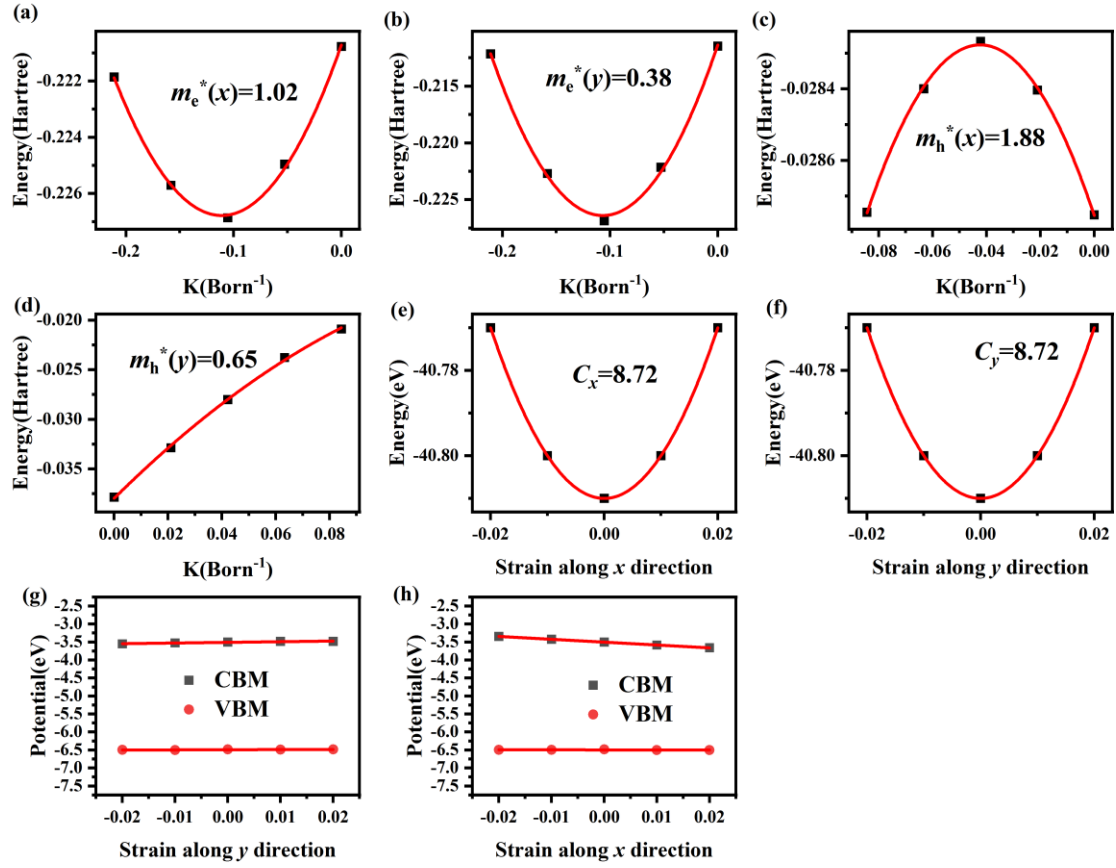 (a)
Energy(Hartree)
-0.222
-0.224
-0.226
mₑ*(x)=1.02
-0.2 -0.1 0.0
K(Born⁻¹)
(b)
Energy(Hartree)
-0.215
-0.220
-0.225
mₑ*(y)=0.38
-0.2 -0.1 0.0
K(Born⁻¹)
(c)
Energy(Hartree)
-0.0284
-0.0286
mₕ*(x)=1.88
-0.08 -0.06 -0.04 -0.02 0.00
K(Born⁻¹)
(d)
Energy(Hartree)
-0.020
-0.025
-0.030
-0.035
mₕ*(y)=0.65
0.00 0.02 0.04 0.06 0.08
K(Born⁻¹)
(e)
Energy(eV)
-40.78
-40.80
Cₓ=8.72
-0.02 0.00 0.02
Strain along x direction
(f)
Energy(eV)
-40.78
-40.80
Cᵧ=8.72
-0.02 0.00 0.02
Strain along y direction
(g)
Potential(eV)
-2.5
-3.0
-3.5
-4.0
-4.5
-5.0
-5.5
-6.0
-6.5
-7.0
-7.5
CBM
VBM
-0.02 -0.01 0.00 0.01 0.02
Strain along y direction
(h)
Potential(eV)
-2.5
-3.0
-3.5
-4.0
-4.5
-5.0
-5.5
-6.0
-6.5
-7.0
-7.5
CBM
VBM
-0.02 -0.01 0.00 0.01 0.02
Strain along x direction